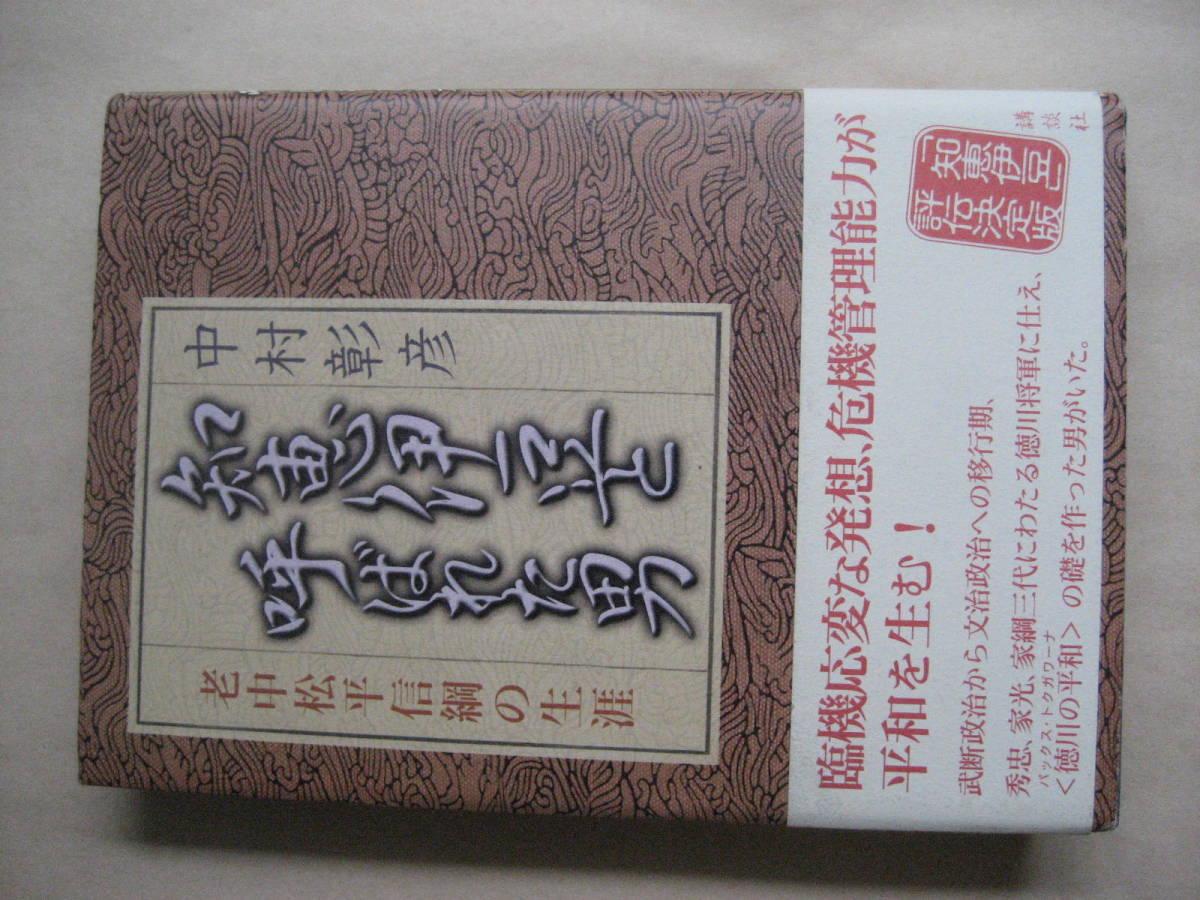 中村彰彦
知恵伊豆と
呼ばれた男
老中松平信綱の生涯
臨機応変な発想、危機管理能力が
平和を生む！
武断政治から文治政治への移行期、
秀忠、家光、家綱三代にわたる徳川将軍に仕え、
パックス・トクガワーナ
＜徳川の平和＞の礎を作った男がいた。
「知恵伊豆」
評伝決定版
講談社